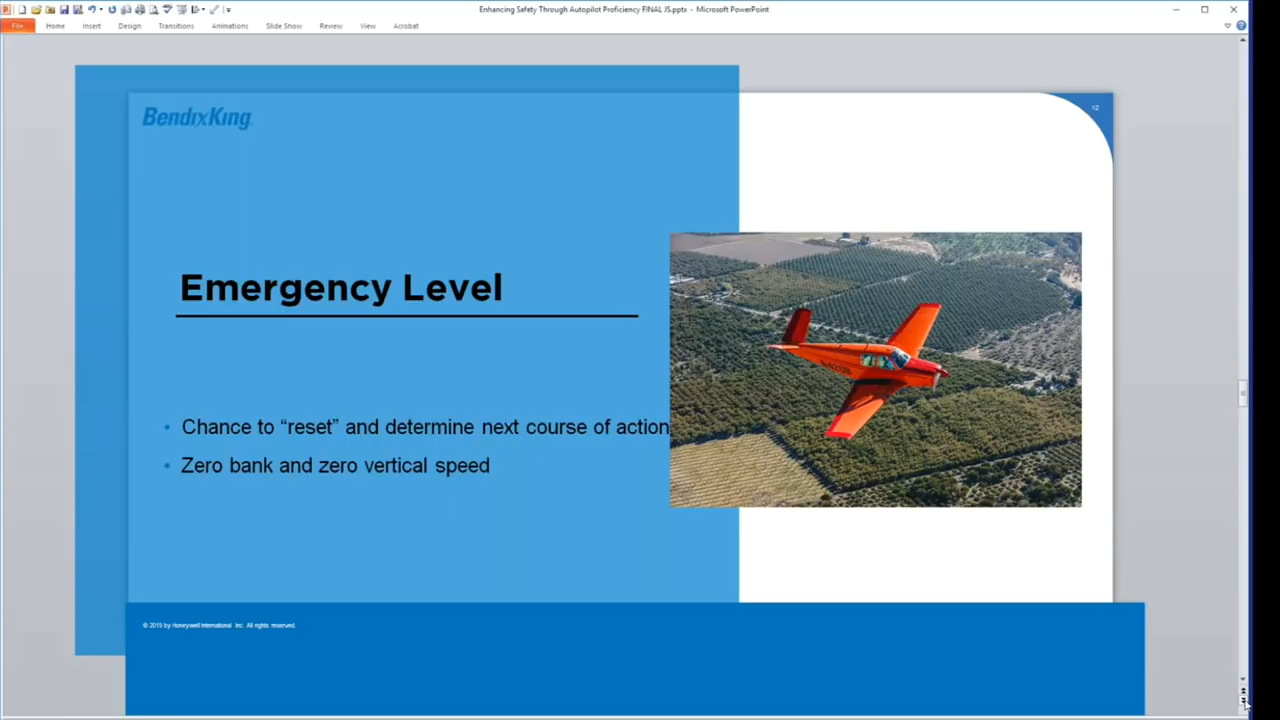 Enhancing Safety Through Autopilot Proficiency FINAL JS.pptx - Microsoft PowerPoint
File Home Insert Design Transitions Animations Slide Show Review View Acrobat
BendixKing
12
Emergency Level
• Chance to “reset” and determine next course of action
• Zero bank and zero vertical speed
© 2019 by Honeywell International Inc. All rights reserved.